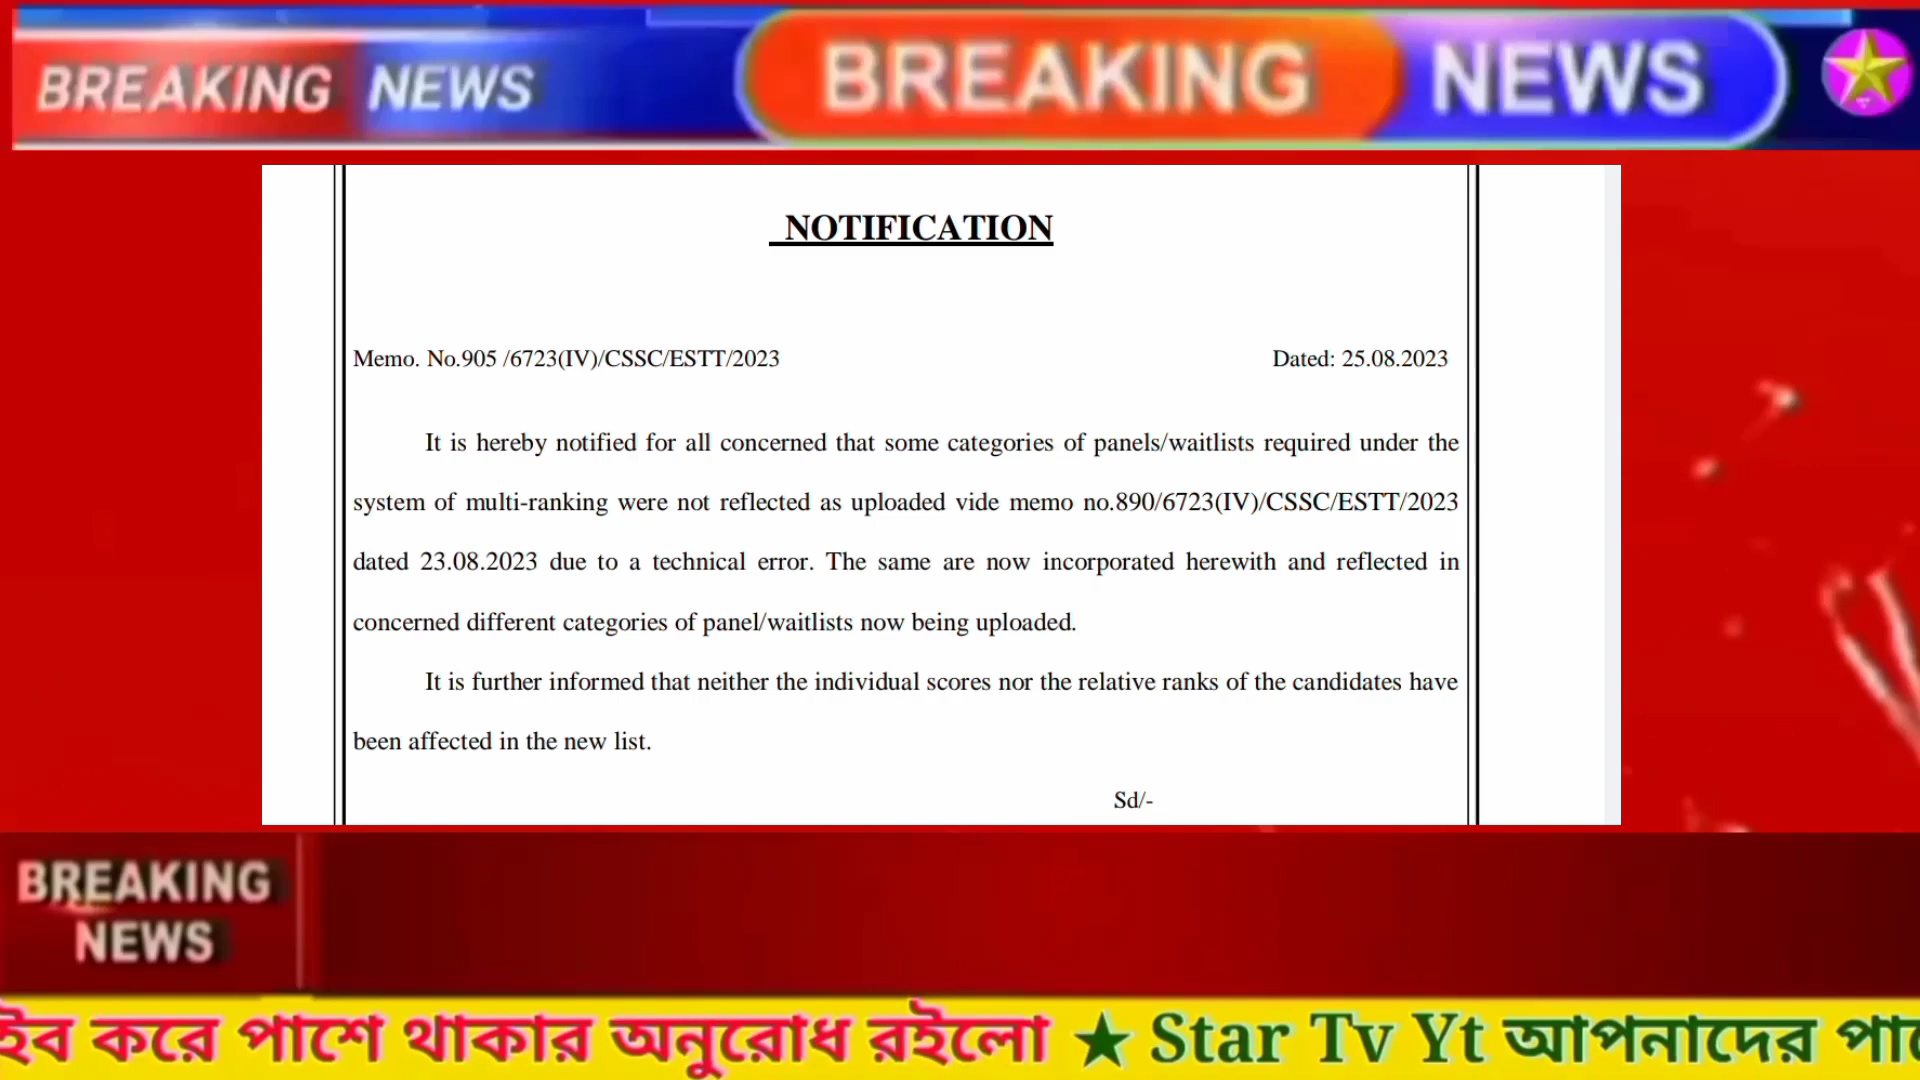 BREAKING NEWS
BREAKING NEWS
NOTIFICATION
Memo. No.905 /6723(IV)/CSSC/ESTT/2023 Dated: 25.08.2023
It is hereby notified for all concerned that some categories of panels/waitlists required under the
system of multi-ranking were not reflected as uploaded vide memo no.890/6723(IV)/CSSC/ESTT/2023
dated 23.08.2023 due to a technical error. The same are now incorporated herewith and reflected in
concerned different categories of panel/waitlists now being uploaded.
It is further informed that neither the individual scores nor the relative ranks of the candidates have
been affected in the new list.
Sd/-
BREAKING
NEWS
করে পাশে থাকার অনুরোধ রইলো ★ Star Tv Yt আপনাদের